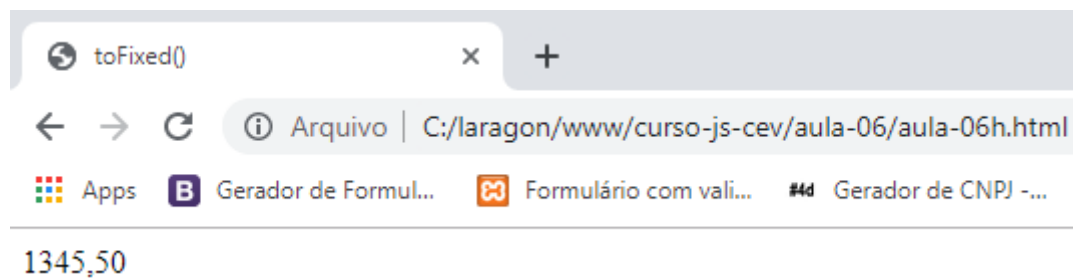 toFixed()
Arquivo | C:/laragon/www/curso-js-cev/aula-06/aula-06h.html
Apps B Gerador de Formul... Formulário com vali... #4d Gerador de CNPJ -...
1345,50